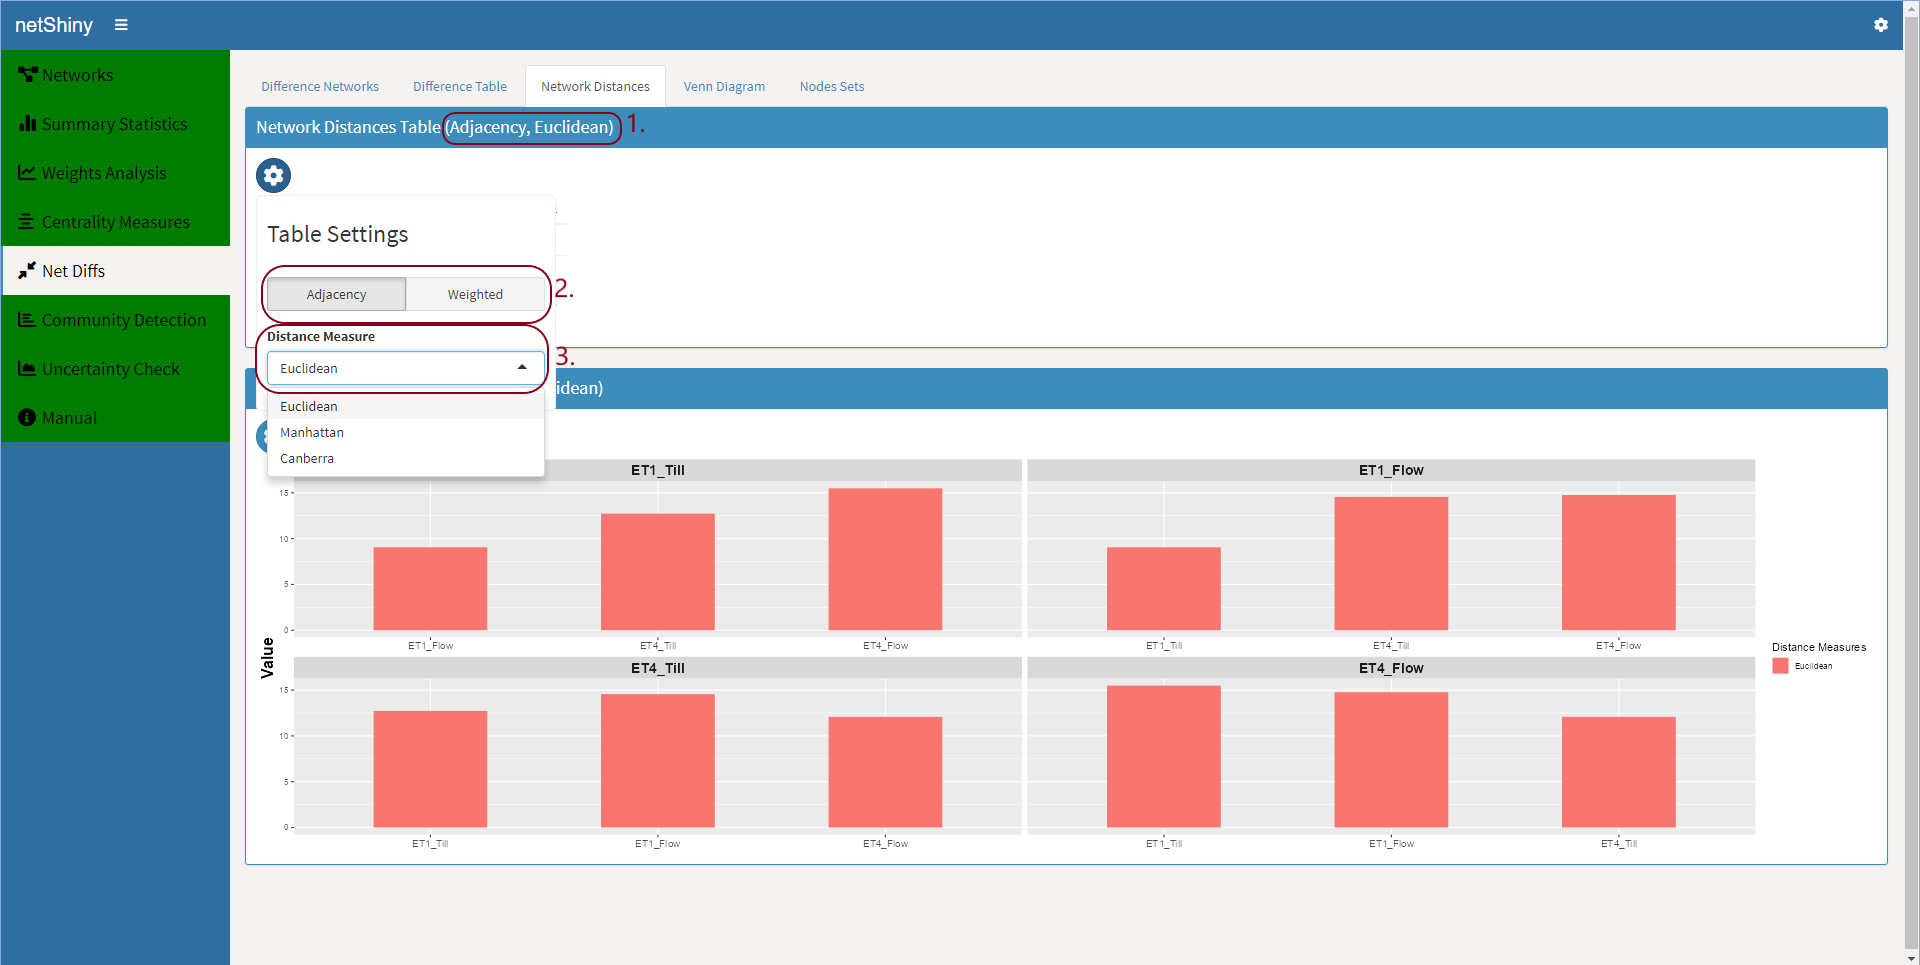 netShiny
Networks
Summary Statistics
Weights Analysis
Centrality Measures
Net Diffs
Community Detection
Uncertainty Check
Manual
Difference Networks
Difference Table
Network Distances
Venn Diagram
Nodes Sets
Network Distances Table (Adjacency, Euclidean) 1.
Table Settings
Adjacency
Weighted
2.
Distance Measure
Euclidean
3.
Euclidean
Manhattan
Canberra
idean)
Value
ET1_Till
15
10
5
0
ET1_Flow
ET4_Till
ET4_Flow
ET1_Flow
ET1_Till
ET4_Till
ET4_Flow
ET4_Till
15
10
5
0
ET1_Till
ET1_Flow
ET4_Flow
ET4_Flow
ET1_Till
ET1_Flow
ET4_Till
Distance Measures
Euclidean